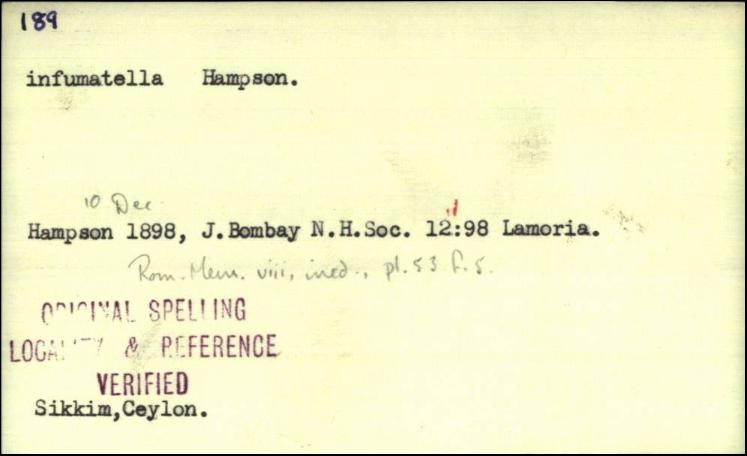 189
infumatella Hampson.
10 Dec
Hampson 1898, J.Bombay N.H.Soc. 12:98 Lamoria.
Rom. Mem. viii, ined., pl. 53 f. 5.
ORIGINAL SPELLING
LOCALITY & REFERENCE
VERIFIED
Sikkim,Ceylon.